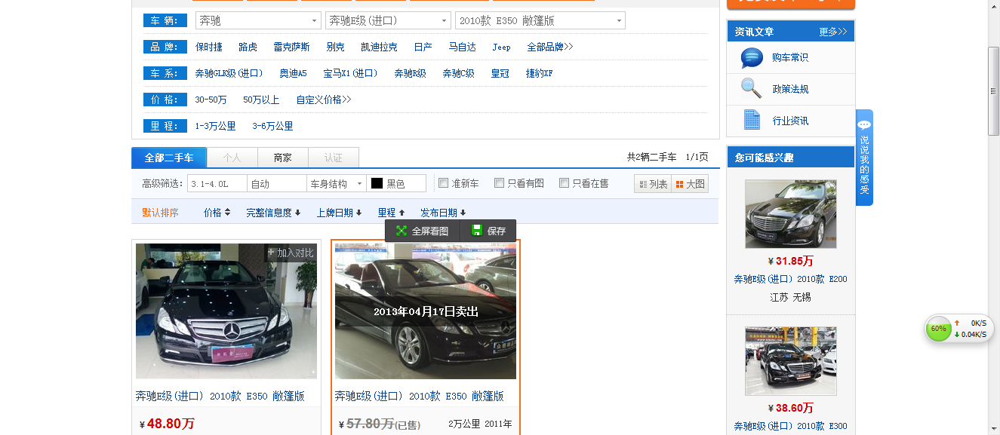 车 辆: 奔驰 奔驰E级(进口) 2010款 E350 敞篷版
品 牌: 保时捷 路虎 雷克萨斯 别克 凯迪拉克 日产 马自达 Jeep 全部品牌>>
车 系: 奔驰GLK级(进口) 奥迪A5 宝马X1(进口) 奔驰R级 奔驰C级 皇冠 捷豹XF
价 格: 30-50万 50万以上 自定义价格>>
里 程: 1-3万公里 3-6万公里
全部二手车 个人 商家 认证 共2辆二手车 1/1页
高级筛选: 3.1-4.0L 自动 车身结构 黑色 准新车 只看有图 只看在售 列表 大图
默认排序 价格 完整信息度 上牌日期 里程 发布日期
全屏看图 保存
+ 加入对比
2013年04月17日卖出
奔驰E级(进口) 2010款 E350 敞篷版
¥ 48.80万
奔驰E级(进口) 2010款 E350 敞篷版
¥ 57.80万(已售) 2万公里 2011年
资讯文章 更多>>
购车常识
政策法规
行业资讯
您可能感兴趣
¥ 31.85万
奔驰E级(进口) 2010款 E200
江苏 无锡
¥ 38.60万
奔驰E级(进口) 2010款 E300
说说我的感受
60%
0K/S
0.04K/S